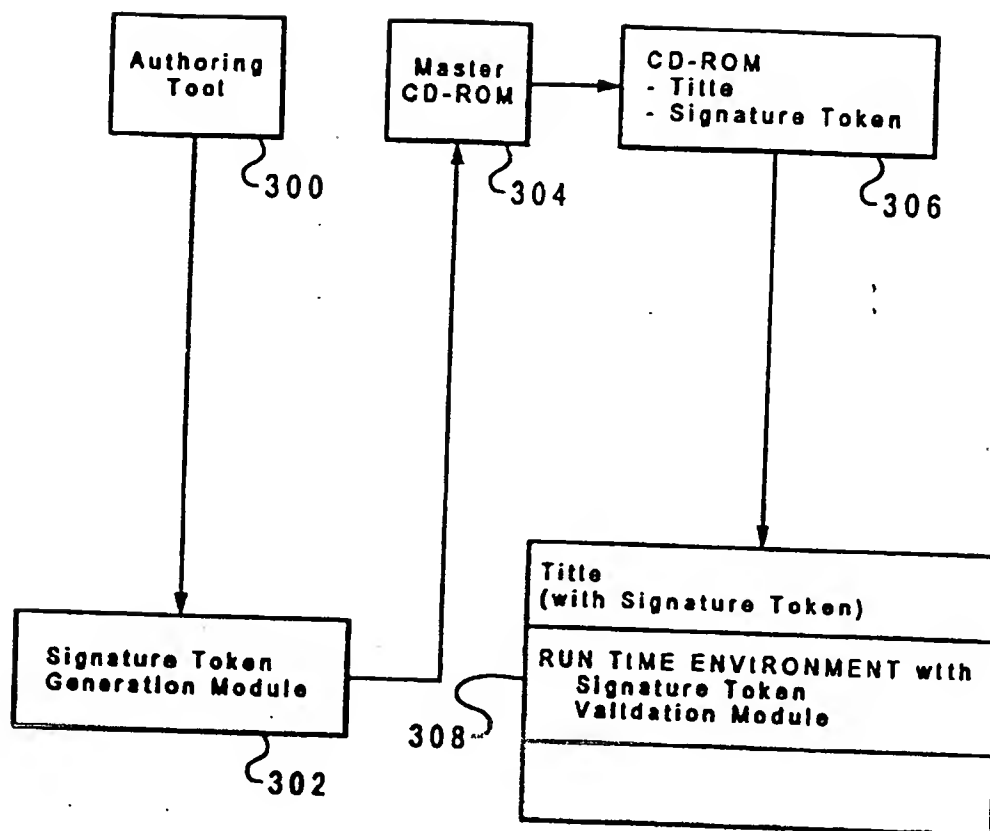 Authoring
Tool
300
Master
CD-ROM
304
CD-ROM
- Title
- Signature Token
306
Signature Token
Generation Module
302
Title
(with Signature Token)
RUN TIME ENVIRONMENT with
Signature Token
Validation Module
308